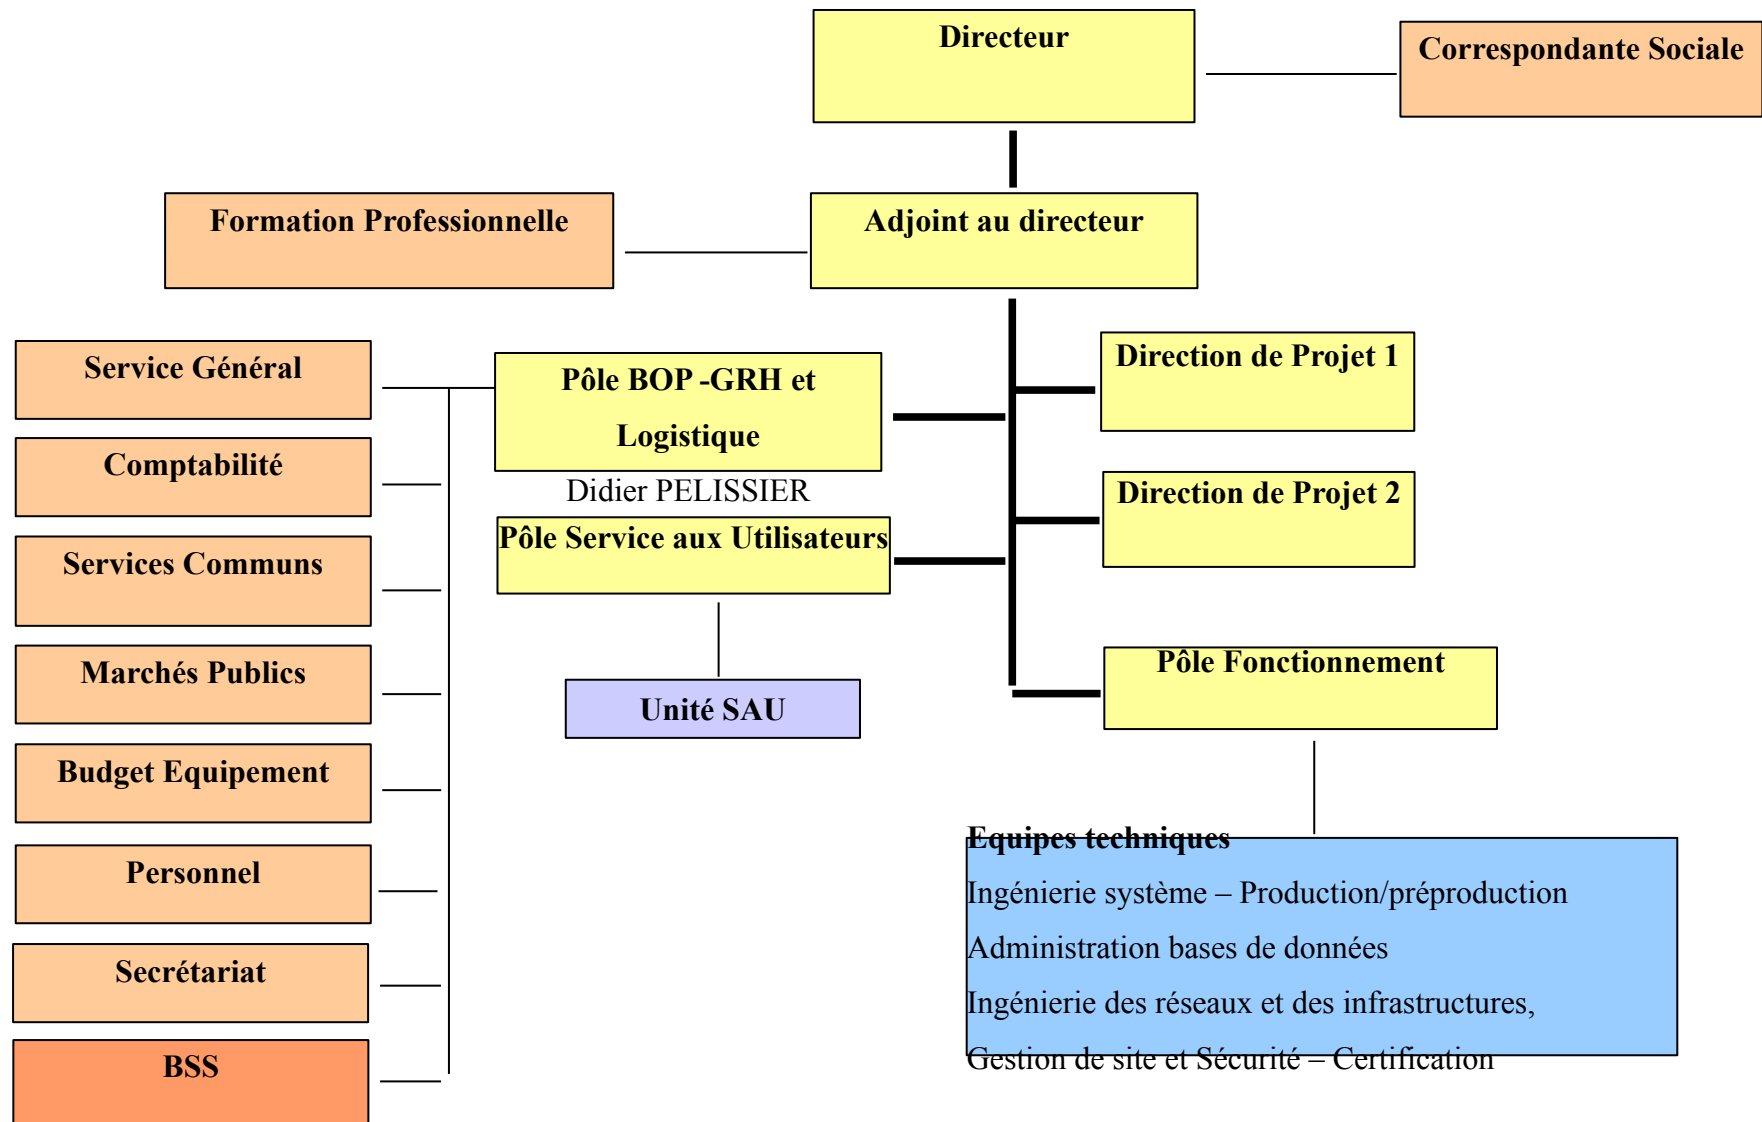 Directeur
Correspondante Sociale
Formation Professionnelle
Adjoint au directeur
Service Général
Comptabilité
Services Communs
Marchés Publics
Budget Equipement
Personnel
Secrétariat
BSS
Pôle BOP -GRH et
Logistique
Didier PELISSIER
Pôle Service aux Utilisateurs
Unité SAU
Direction de Projet 1
Direction de Projet 2
Pôle Fonctionnement
Equipes techniques
Ingénierie système – Production/préproduction
Administration bases de données
Ingénierie des réseaux et des infrastructures,
Gestion de site et Sécurité – Certification